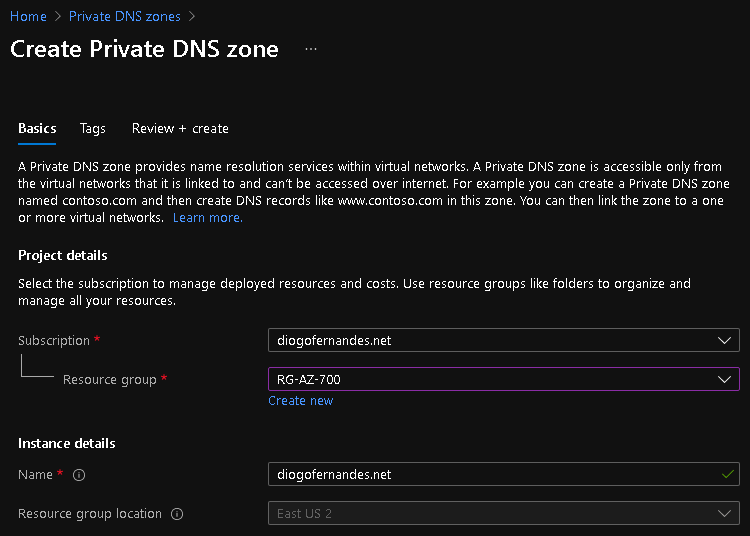 Home > Private DNS zones >
Create Private DNS zone ...
Basics Tags Review + create
A Private DNS zone provides name resolution services within virtual networks. A Private DNS zone is accessible only from
the virtual networks that it is linked to and can't be accessed over internet. For example you can create a Private DNS zone
named contoso.com and then create DNS records like www.contoso.com in this zone. You can then link the zone to a one
or more virtual networks. Learn more.
Project details
Select the subscription to manage deployed resources and costs. Use resource groups like folders to organize and
manage all your resources.
Subscription * diogofernandes.net
Resource group * RG-AZ-700
Create new
Instance details
Name * diogofernandes.net
Resource group location East US 2